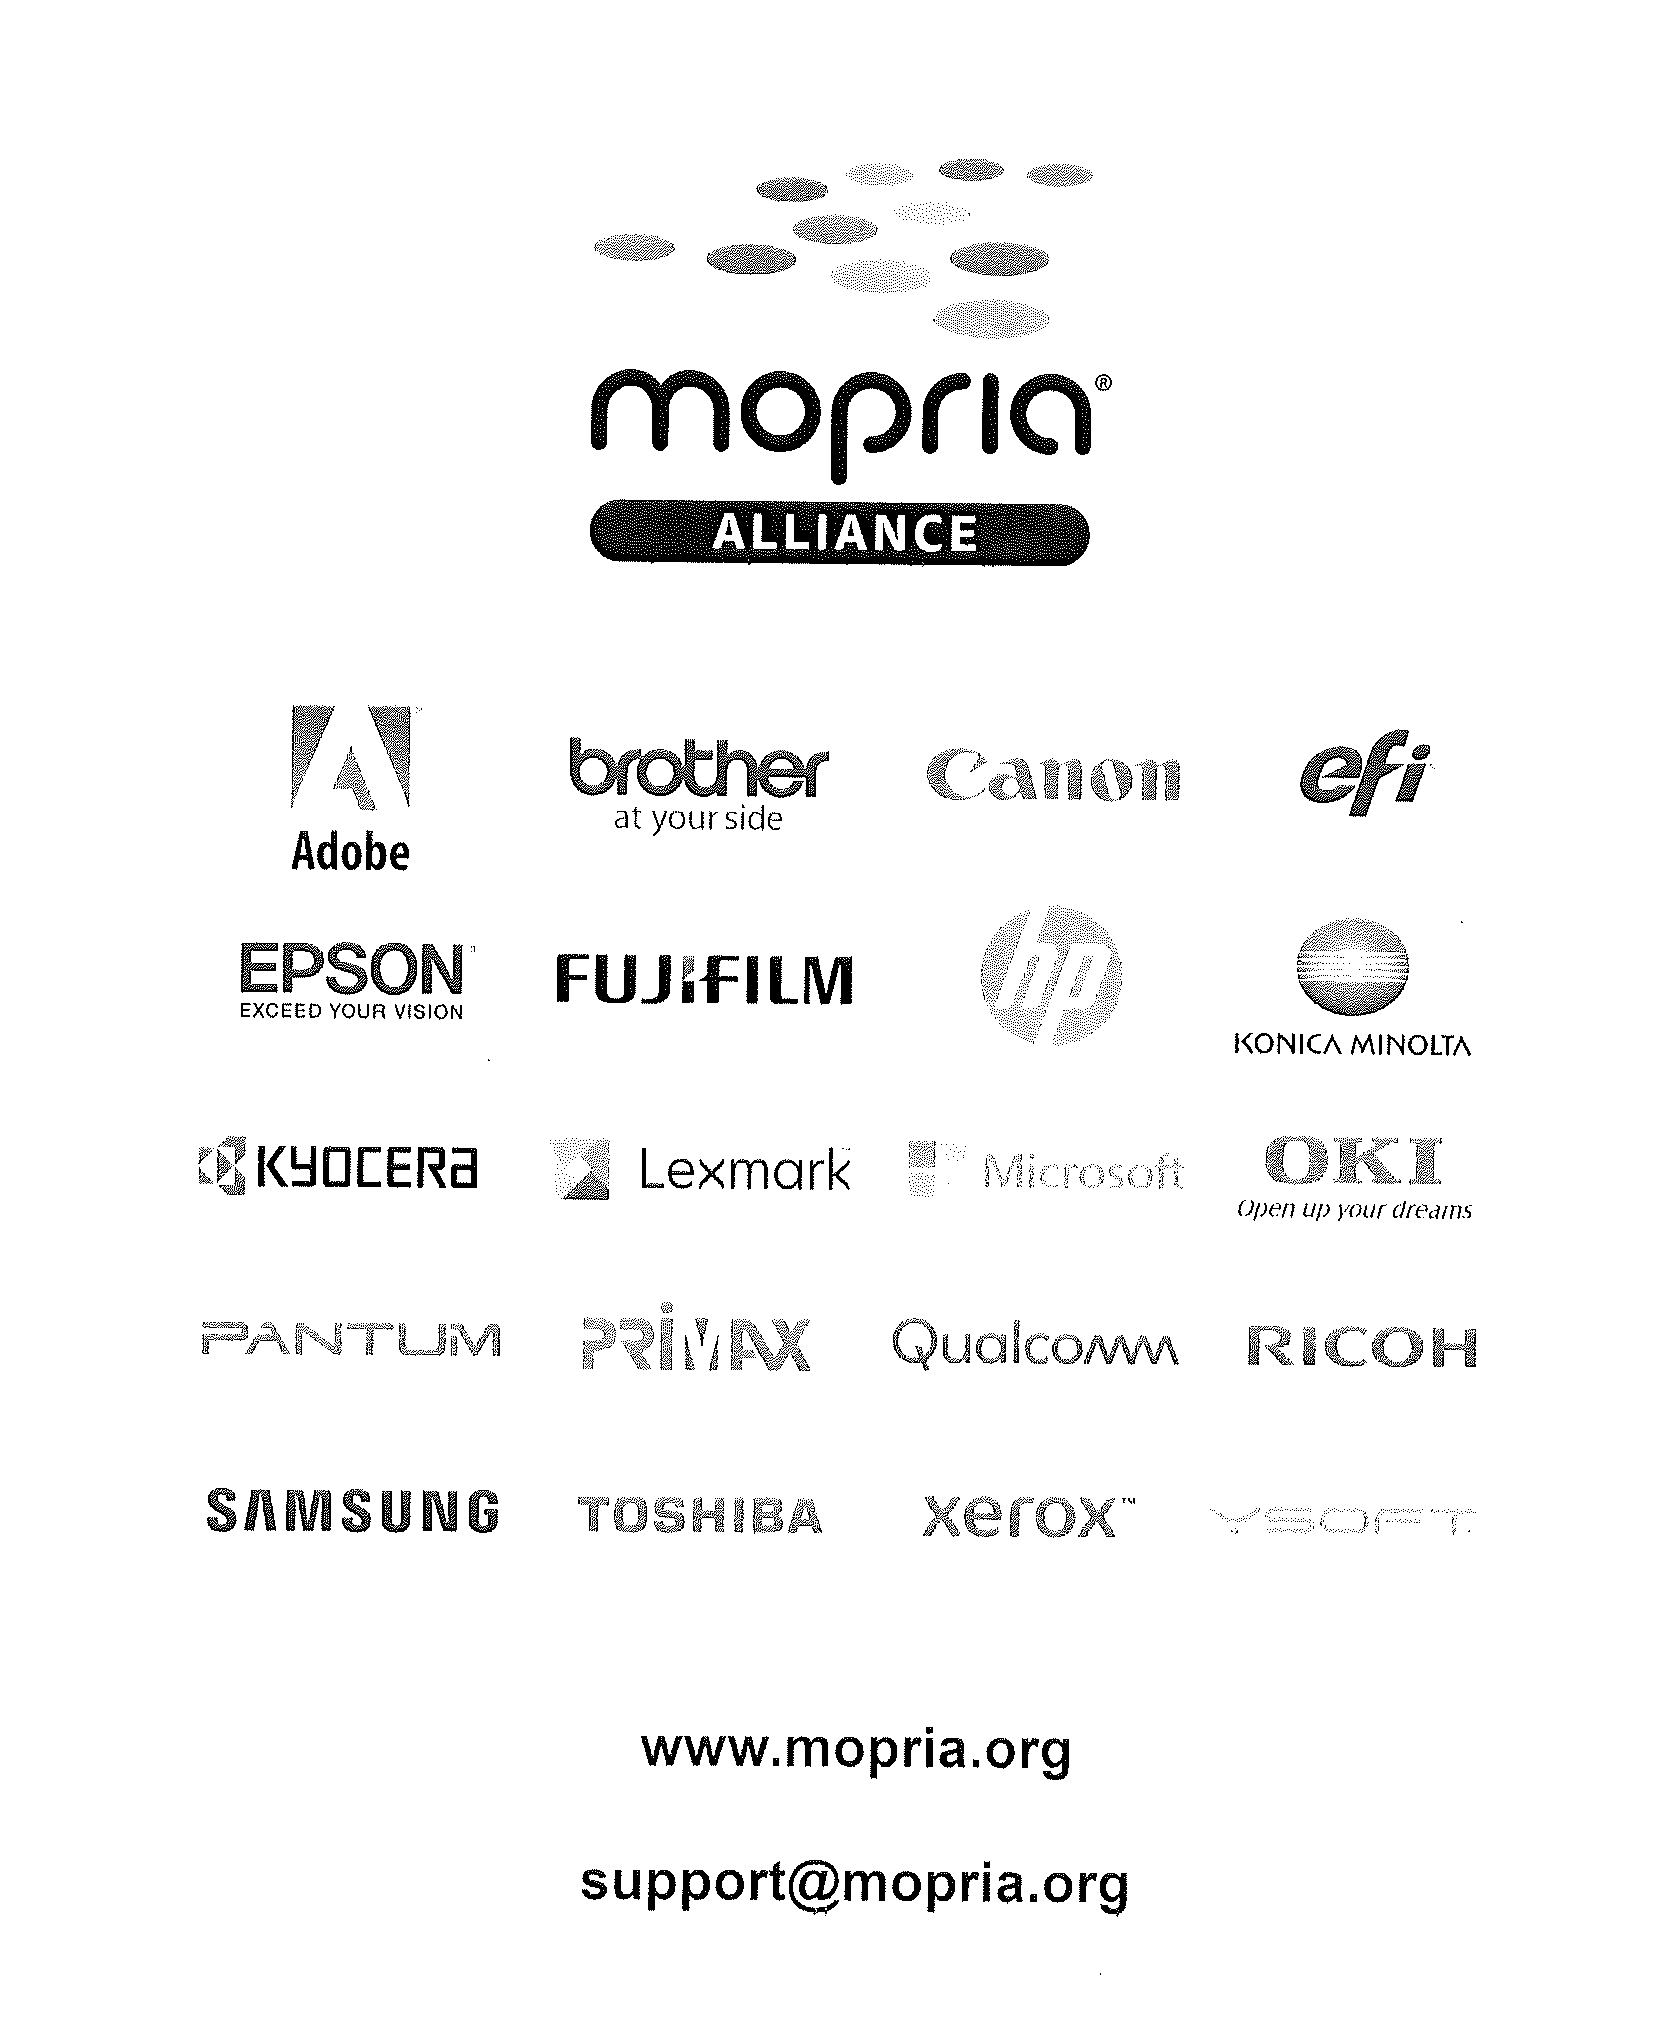 mopria®
ALLIANCE
Adobe
brother
at your side
Canon
efi
EPSON
EXCEED YOUR VISION
FUJIFILM
hp
KONICA MINOLTA
KYOCERA
Lexmark
Microsoft
OKI
Open up your dreams
PANTUM
PRiMAX
Qualcomm
RICOH
SAMSUNG
TOSHIBA
xerox™
YSOFT
www.mopria.org
support@mopria.org